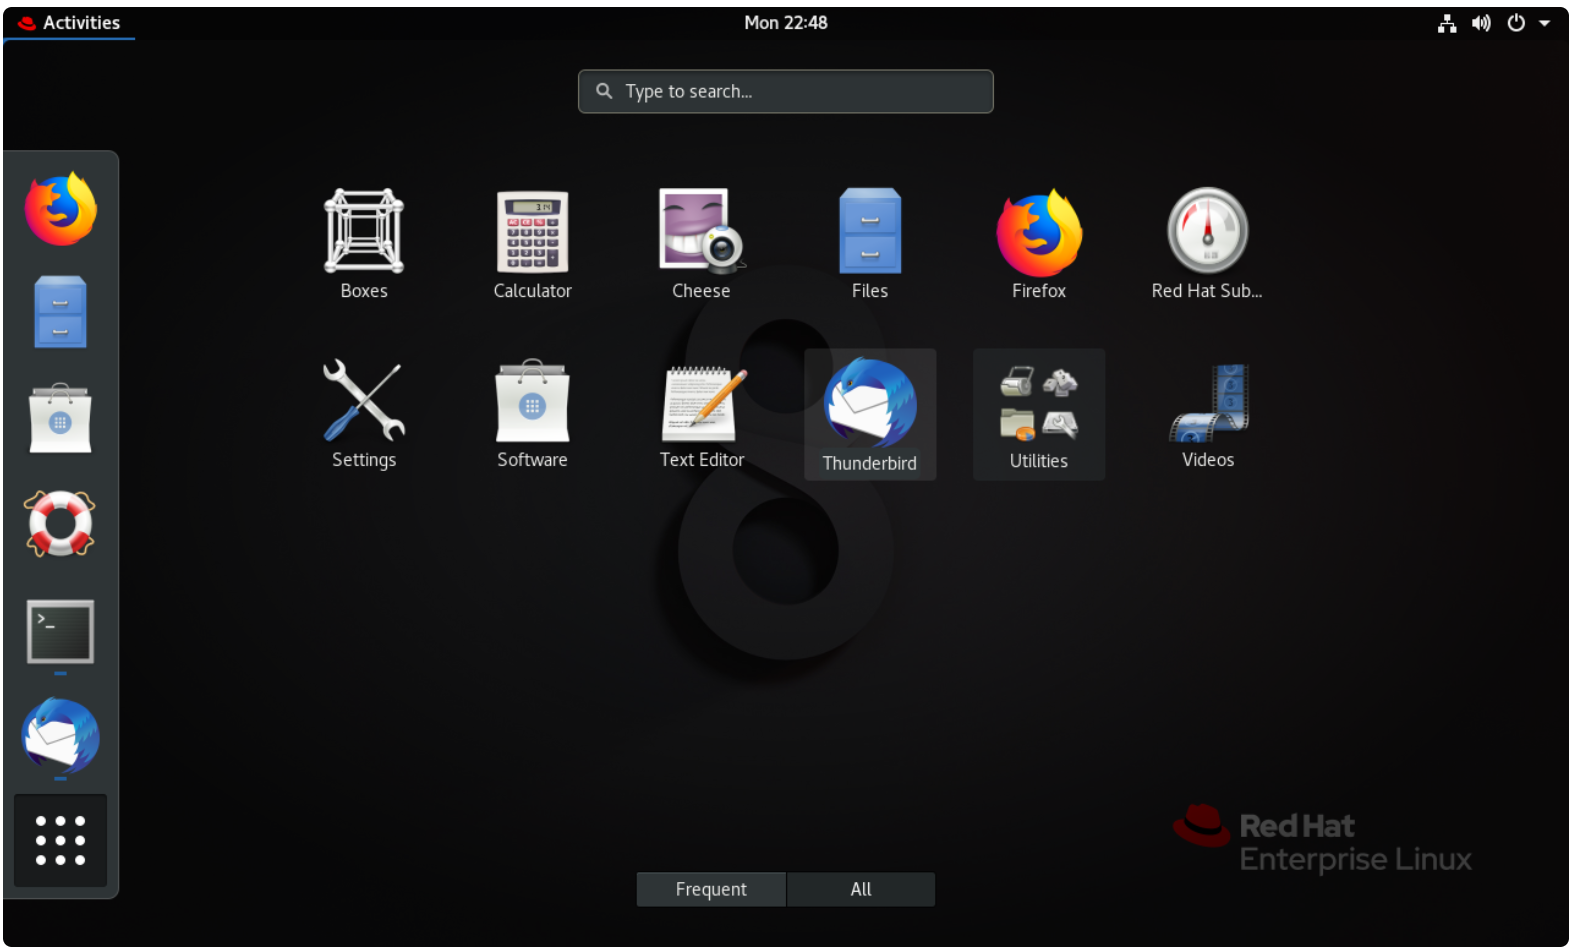 Activities
Mon 22:48
Type to search...
Boxes
Calculator
Cheese
Files
Firefox
Red Hat Sub...
Settings
Software
Text Editor
Thunderbird
Utilities
Videos
Red Hat
Enterprise Linux
Frequent
All